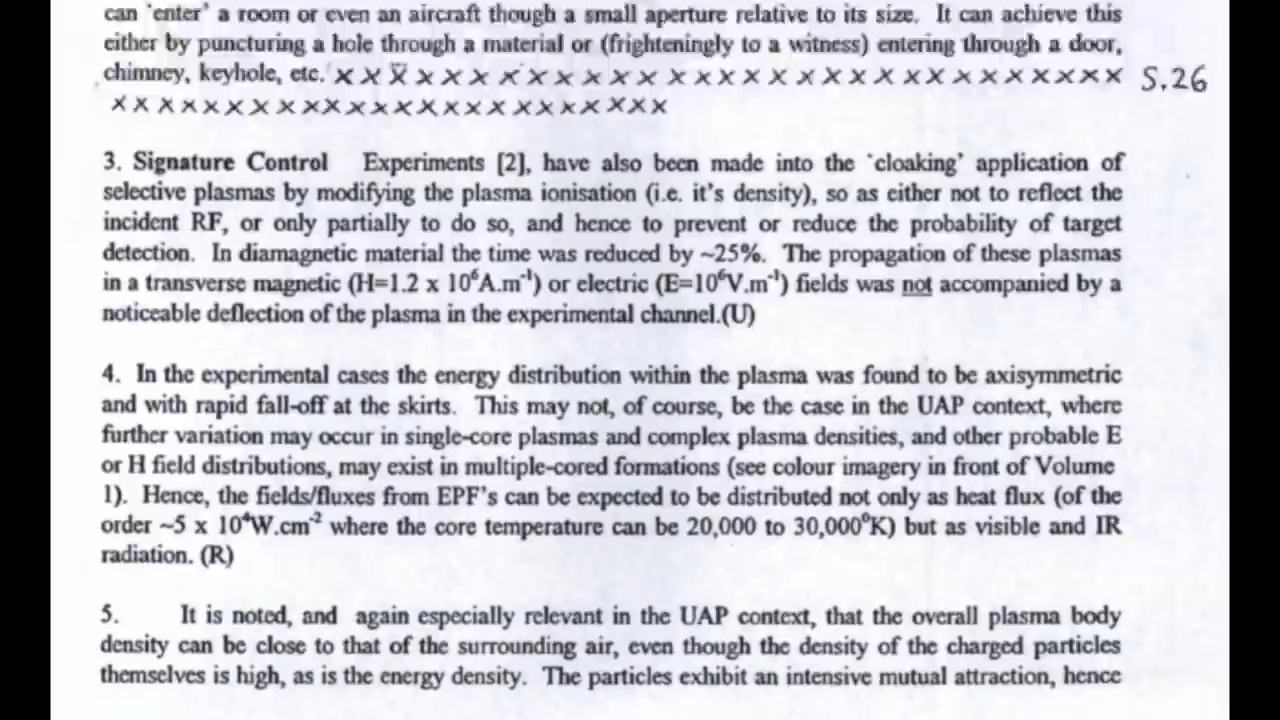 can 'enter' a room or even an aircraft though a small aperture relative to its size. It can achieve this
either by puncturing a hole through a material or (frighteningly to a witness) entering through a door,
chimney, keyhole, etc. x x x x x x x x x x x x x x x x x x x x x x x x x x x x x x x x x S.26
x x x x x x x x x x x x x x x x x x x x x x x x
3. Signature Control Experiments [2], have also been made into the 'cloaking' application of
selective plasmas by modifying the plasma ionisation (i.e. it's density), so as either not to reflect the
incident RF, or only partially to do so, and hence to prevent or reduce the probability of target
detection. In diamagnetic material the time was reduced by ~25%. The propagation of these plasmas
in a transverse magnetic (H=1.2 x 10⁶A.m⁻¹) or electric (E=10⁶V.m⁻¹) fields was not accompanied by a
noticeable deflection of the plasma in the experimental channel.(U)
4. In the experimental cases the energy distribution within the plasma was found to be axisymmetric
and with rapid fall-off at the skirts. This may not, of course, be the case in the UAP context, where
further variation may occur in single-core plasmas and complex plasma densities, and other probable E
or H field distributions, may exist in multiple-cored formations (see colour imagery in front of Volume
1). Hence, the fields/fluxes from EPF's can be expected to be distributed not only as heat flux (of the
order ~5 x 10⁴W.cm⁻² where the core temperature can be 20,000 to 30,000⁰K) but as visible and IR
radiation. (R)
5. It is noted, and again especially relevant in the UAP context, that the overall plasma body
density can be close to that of the surrounding air, even though the density of the charged particles
themselves is high, as is the energy density. The particles exhibit an intensive mutual attraction, hence